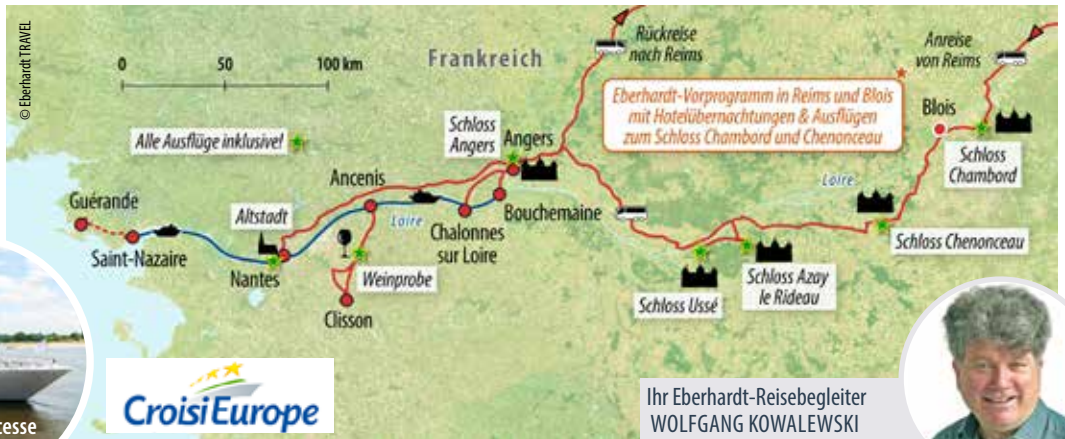 © Eberhardt TRAVEL
0 50 100 km
Frankreich
Rückreise
nach Reims
Anreise
von Reims
Eberhardt-Vorprogramm in Reims und Blois
mit Hotelübernachtungen & Ausflügen
zum Schloss Chambord und Chenonceau
Alle Ausflüge inklusive!
Schloss
Angers
Angers
Blois
Schloss
Chambord
Ancenis
Guérande
Altstadt
Loire
Loire
Bouchemaine
Chalonnes
sur Loire
Saint-Nazaire
Nantes
Weinprobe
Clisson
Schloss Chenonceau
Schloss Azay
le Rideau
Schloss Ussé
CroisiEurope
Ihr Eberhardt-Reisebegleiter
WOLFGANG KOWALEWSKI